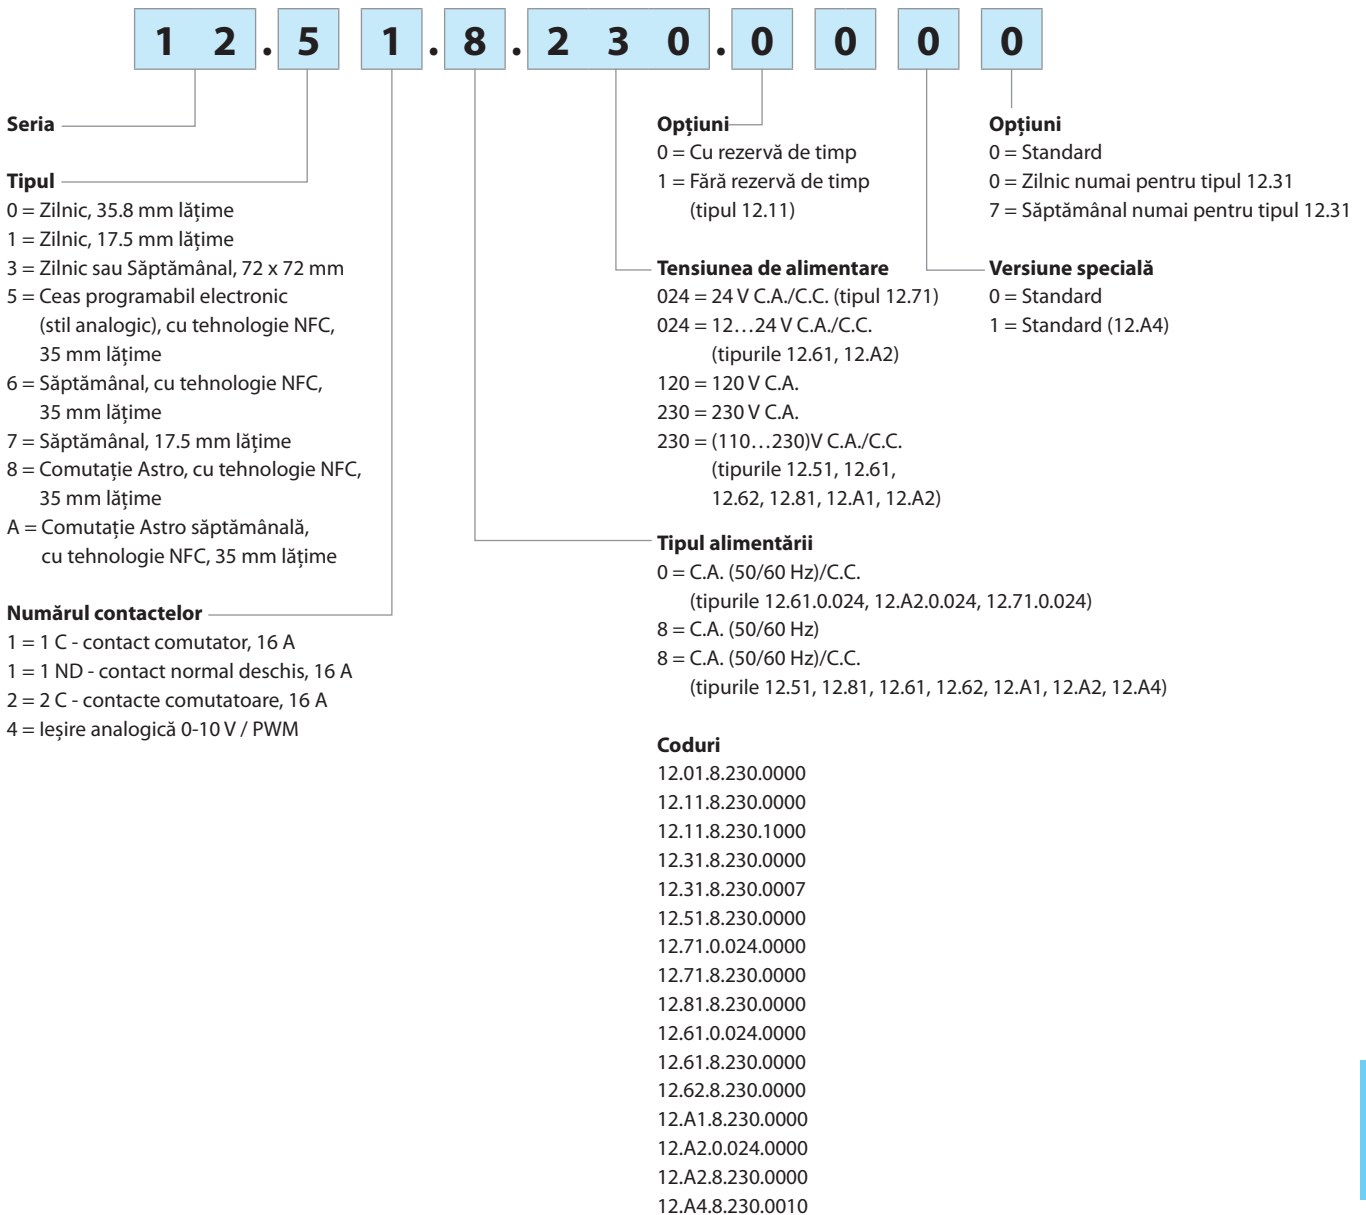 12.51.8.230.0000
Seria
Tipul
0 = Zilnic, 35.8 mm lățime
1 = Zilnic, 17.5 mm lățime
3 = Zilnic sau Săptămânal, 72 x 72 mm
5 = Ceas programabil electronic
(stil analogic), cu tehnologie NFC,
35 mm lățime
6 = Săptămânal, cu tehnologie NFC,
35 mm lățime
7 = Săptămânal, 17.5 mm lățime
8 = Comutație Astro, cu tehnologie NFC,
35 mm lățime
A = Comutație Astro săptămânală,
cu tehnologie NFC, 35 mm lățime
Numărul contactelor
1 = 1 C - contact comutator, 16 A
1 = 1 ND - contact normal deschis, 16 A
2 = 2 C - contacte comutatoare, 16 A
4 = Ieșire analogică 0-10 V / PWM
Opțiuni
0 = Cu rezervă de timp
1 = Fără rezervă de timp
(tipul 12.11)
Tensiunea de alimentare
024 = 24 V C.A./C.C. (tipul 12.71)
024 = 12…24 V C.A./C.C.
(tipurile 12.61, 12.A2)
120 = 120 V C.A.
230 = 230 V C.A.
230 = (110…230)V C.A./C.C.
(tipurile 12.51, 12.61,
12.62, 12.81, 12.A1, 12.A2)
Tipul alimentării
0 = C.A. (50/60 Hz)/C.C.
(tipurile 12.61.0.024, 12.A2.0.024, 12.71.0.024)
8 = C.A. (50/60 Hz)
8 = C.A. (50/60 Hz)/C.C.
(tipurile 12.51, 12.81, 12.61, 12.62, 12.A1, 12.A2, 12.A4)
Coduri
12.01.8.230.0000
12.11.8.230.0000
12.11.8.230.1000
12.31.8.230.0000
12.31.8.230.0007
12.51.8.230.0000
12.71.0.024.0000
12.71.8.230.0000
12.81.8.230.0000
12.61.0.024.0000
12.61.8.230.0000
12.62.8.230.0000
12.A1.8.230.0000
12.A2.0.024.0000
12.A2.8.230.0000
12.A4.8.230.0010
Opțiuni
0 = Standard
0 = Zilnic numai pentru tipul 12.31
7 = Săptămânal numai pentru tipul 12.31
Versiune specială
0 = Standard
1 = Standard (12.A4)